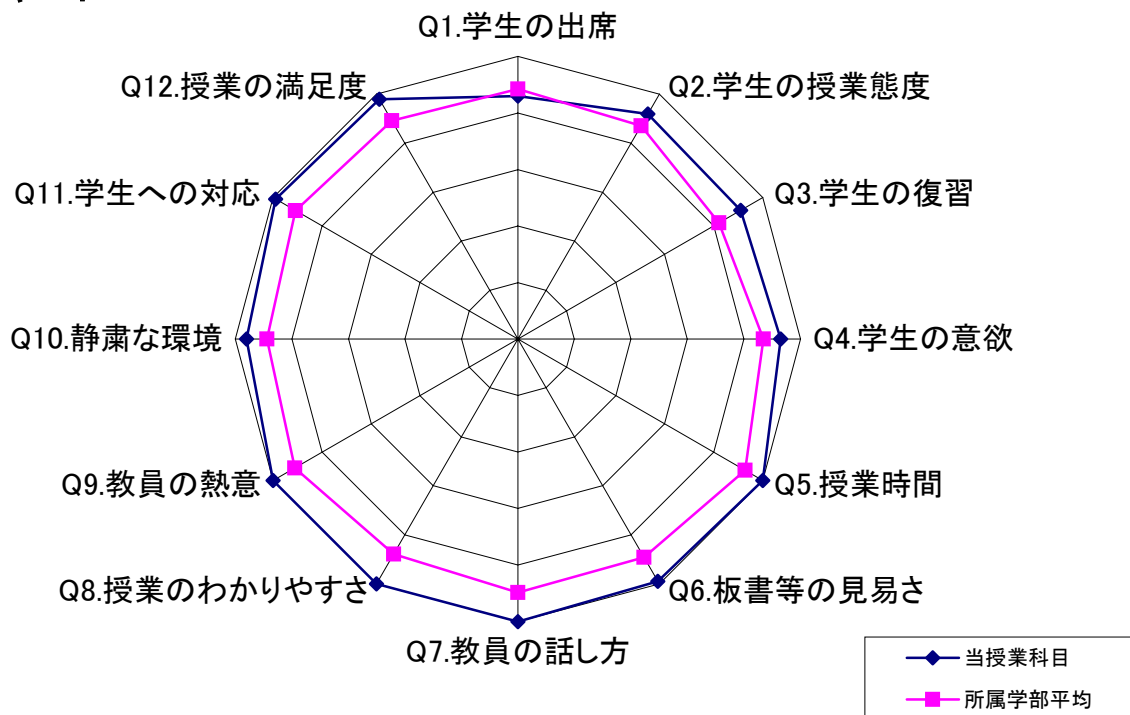 Q1.学生の出席
Q2.学生の授業態度
Q3.学生の復習
Q4.学生の意欲
Q5.授業時間
Q6.板書等の見易さ
Q7.教員の話し方
Q8.授業のわかりやすさ
Q9.教員の熱意
Q10.静粛な環境
Q11.学生への対応
Q12.授業の満足度
当授業科目
所属学部平均